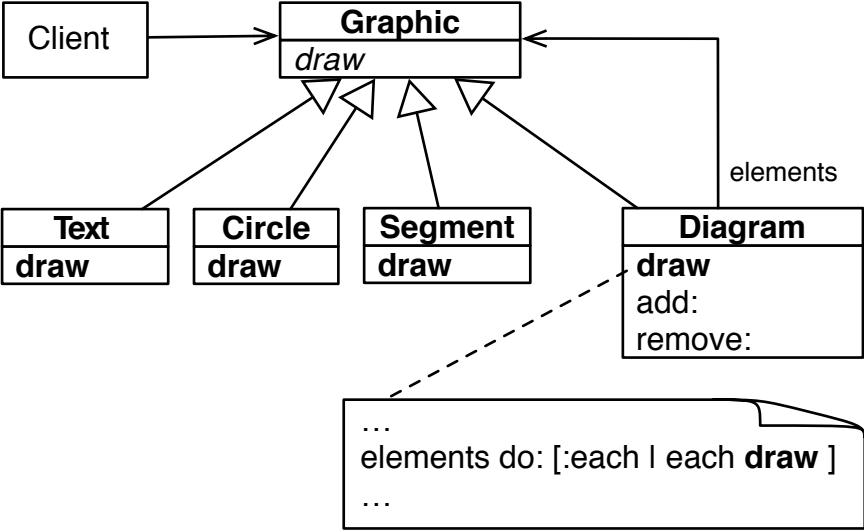 Client
Graphic
draw
elements
Text
draw
Circle
draw
Segment
draw
Diagram
draw
add:
remove:
…
elements do: [:each | each draw ]
…